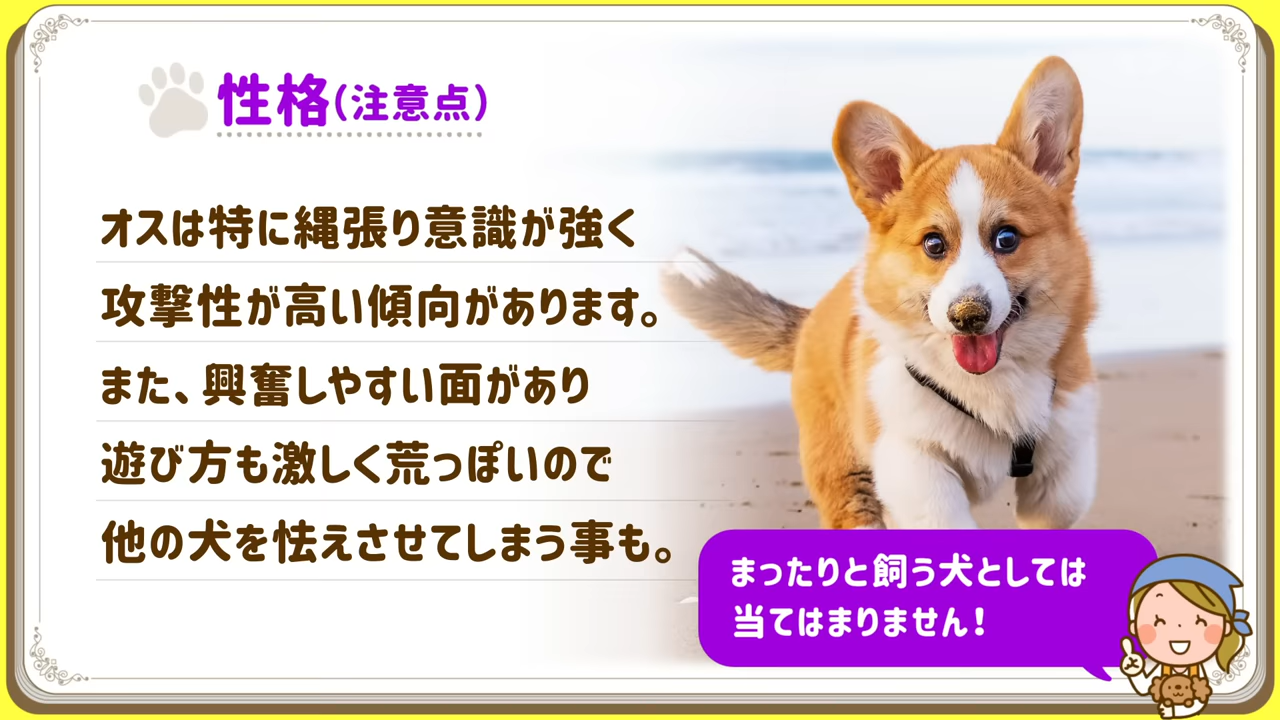 性格(注意点)
オスは特に縄張り意識が強く
攻撃性が高い傾向があります。
また、興奮しやすい面があり
遊び方も激しく荒っぽいので
他の犬を怯えさせてしまう事も。
まったりと飼う犬としては
当てはまりません!